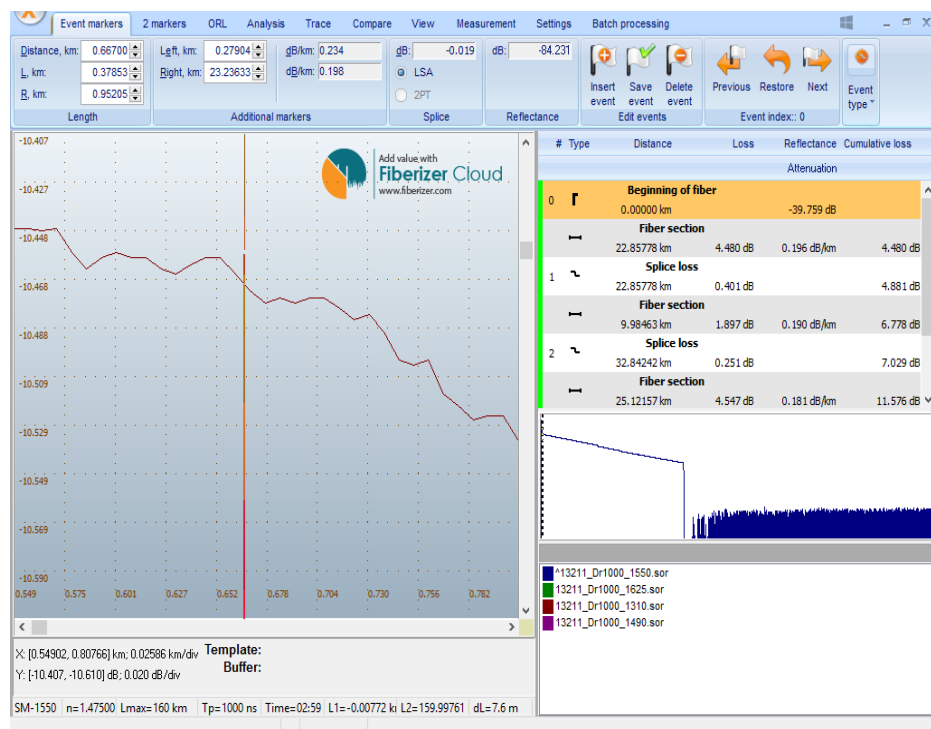 Event markers 2 markers ORL Analysis Trace Compare View Measurement Settings Batch processing
Distance, km: 0.66700 Left, km: 0.27904 dB/km: 0.234 dB: -0.019 dB: -84.231
L, km: 0.37853 Right, km: 23.23633 dB/km: 0.198 LSA
R, km: 0.95205 2PT
Insert event Save event Delete event Previous Restore Next Event type
Length Additional markers Splice Reflectance Edit events Event index:: 0
-10.407
-10.427
-10.448
-10.468
-10.488
-10.509
-10.529
-10.549
-10.569
-10.590
0.549 0.575 0.601 0.627 0.652 0.678 0.704 0.730 0.756 0.782
Add value with
Fiberizer Cloud
www.fiberizer.com
# Type Distance Loss Reflectance Cumulative loss
Attenuation
Beginning of fiber
0 0.00000 km -39.759 dB
Fiber section
22.85778 km 4.480 dB 0.196 dB/km 4.480 dB
Splice loss
1 22.85778 km 0.401 dB 4.881 dB
Fiber section
9.98463 km 1.897 dB 0.190 dB/km 6.778 dB
Splice loss
2 32.84242 km 0.251 dB 7.029 dB
Fiber section
25.12157 km 4.547 dB 0.181 dB/km 11.576 dB
^13211_Dr1000_1550.sor
13211_Dr1000_1625.sor
13211_Dr1000_1310.sor
13211_Dr1000_1490.sor
X: [0.54902, 0.80766] km; 0.02586 km/div Template:
Y: [-10.407, -10.610] dB; 0.020 dB/div Buffer:
SM-1550 n=1.47500 Lmax=160 km Tp=1000 ns Time=02:59 L1=-0.00772 ki L2=159.99761 dL=7.6 m